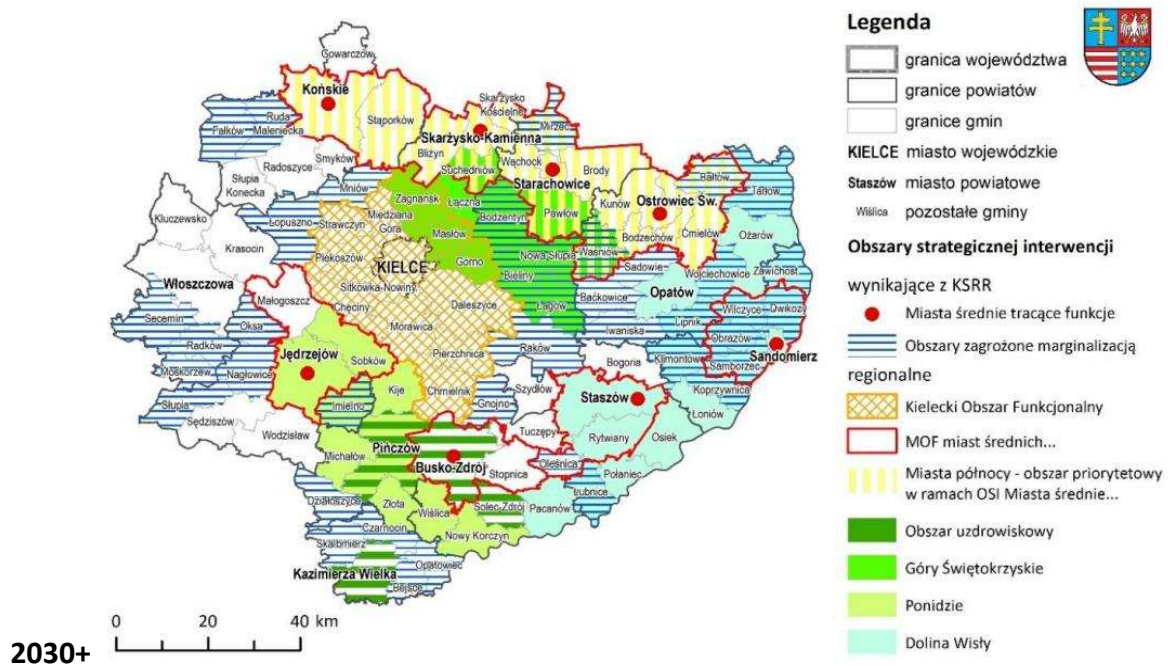 Gowarczów
Końskie
Stąporków
Ruda
Maleniecka
Fałków
Radoszyce
Smyków
Słupia
Konecka
Skarżysko
Kościelne
Skarżysko-Kamienna
Mirzec
Bliżyn
Suchedniów
Wąchock
Starachowice
Brody
Mniów
Zagnańsk
Łączna
Bodzentyn
Pawłów
Kunów
Ostrowiec Św.
Bałtów
Tarłów
Bodzechów
Ćmielów
Ożarów
Kluczewsko
Krasocin
Łopuszno
Strawczyn
Miedziana
Góra
Masłów
Górno
Nowa Słupia
Waśniów
Sadowie
Wojciechowice
Zawichost
Piekoszów
KIELCE
Bieliny
Włoszczowa
Małogoszcz
Sitkówka-Nowiny
Chęciny
Daleszyce
Łagów
Baćkowice
Opatów
Wilczyce
Dwikozy
Secemin
Oksa
Morawica
Iwaniska
Lipnik
Obrazów
Sandomierz
Radków
Jędrzejów
Sobków
Pierzchnica
Raków
Bogoria
Klimontów
Samborzec
Moskorzew
Nagłowice
Kije
Chmielnik
Szydłów
Staszów
Koprzywnica
Słupia
Imielno
Gnojno
Łoniów
Sędziszów
Wodzisław
Pińczów
Tuczępy
Rytwiany
Osiek
Michałów
Busko-Zdrój
Stopnica
Oleśnica
Połaniec
Działoszyce
Złota
Wiślica
Solec-Zdrój
Pacanów
Łubnice
Czarnocin
Nowy Korczyn
Skalbmierz
Opatowiec
Kazimierza Wielka
Bejsce
0 20 40 km
2030+
Legenda
granica województwa
granice powiatów
granice gmin
KIELCE miasto wojewódzkie
Staszów miasto powiatowe
Wiślica pozostałe gminy
Obszary strategicznej interwencji
wynikające z KSRR
Miasta średnie tracące funkcje
Obszary zagrożone marginalizacją
regionalne
Kielecki Obszar Funkcjonalny
MOF miast średnich...
Miasta północy - obszar priorytetowy
w ramach OSI Miasta średnie...
Obszar uzdrowiskowy
Góry Świętokrzyskie
Ponidzie
Dolina Wisły